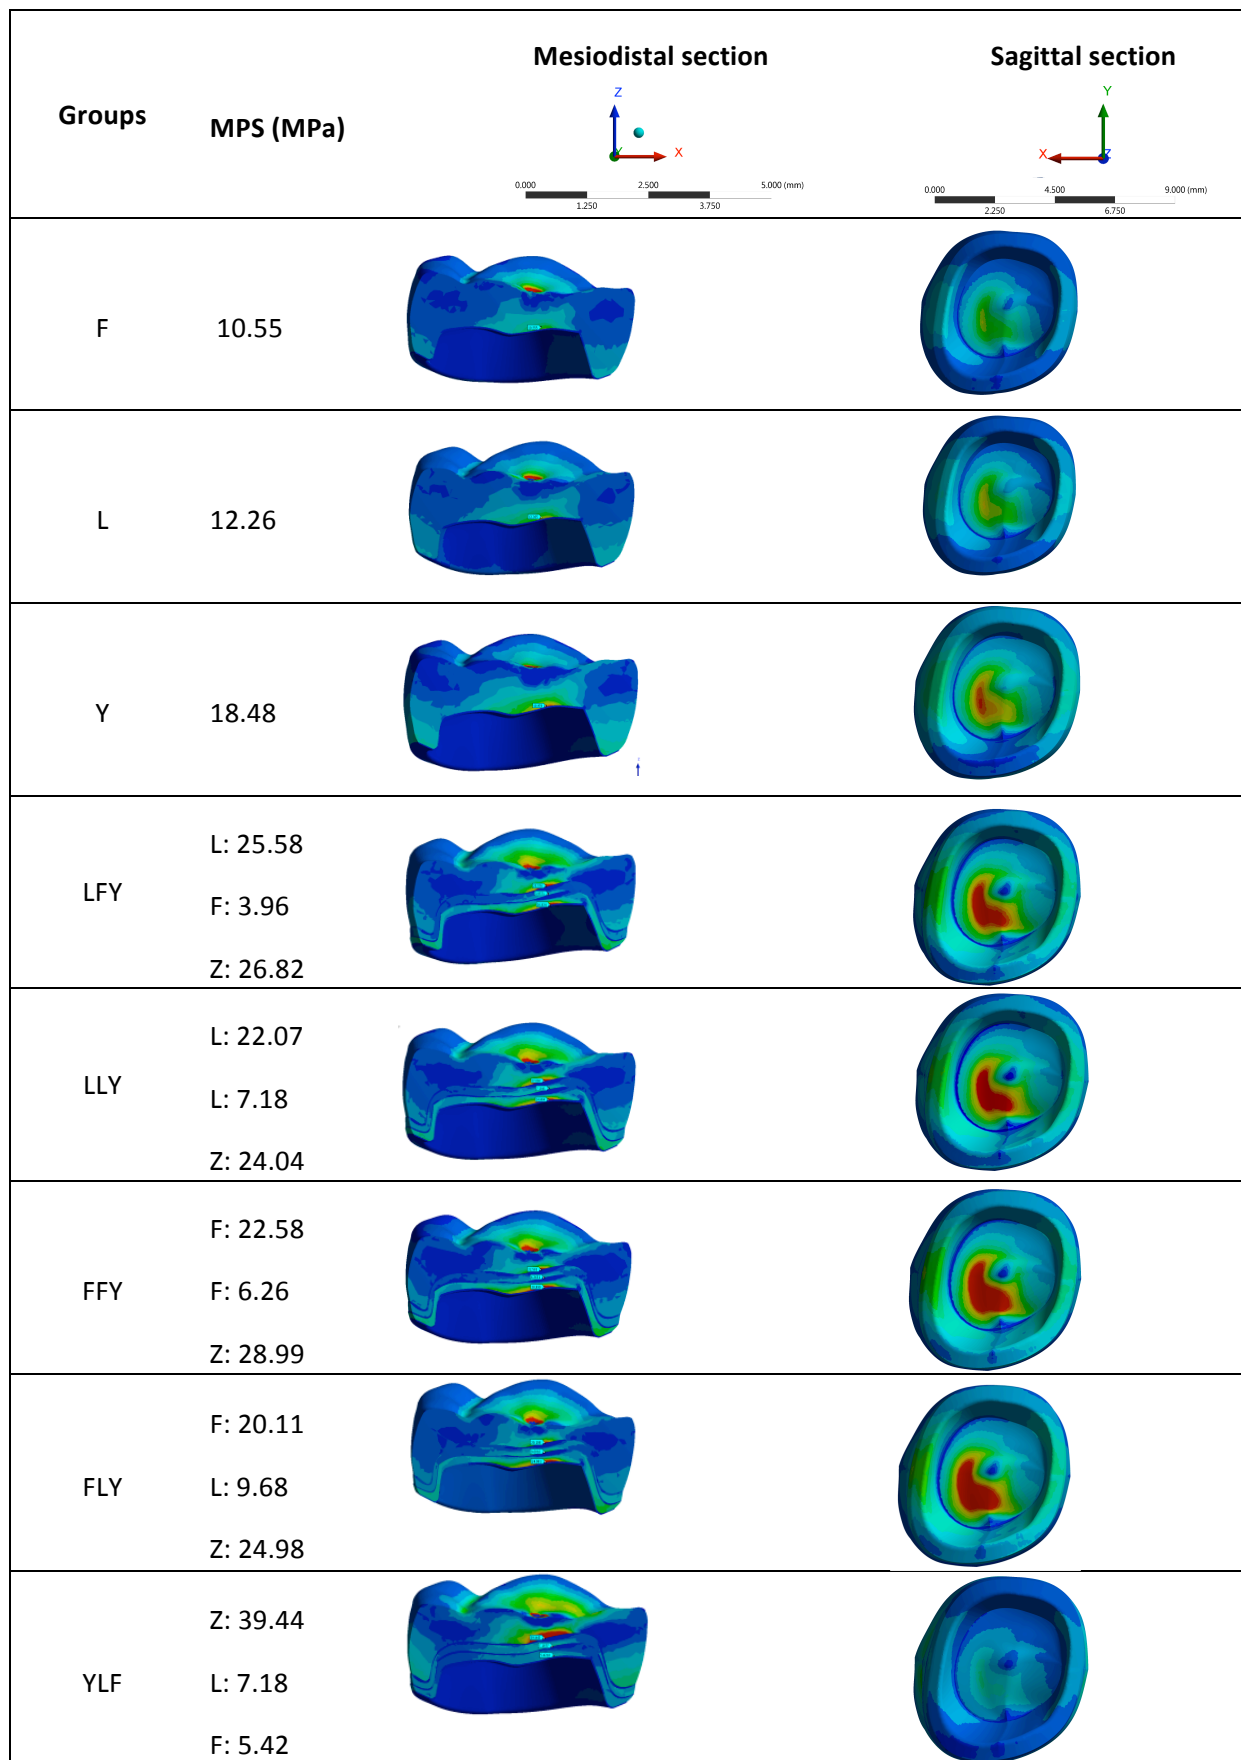 Groups MPS (MPa) Mesiodistal section Sagittal section
Z Y
Y X X Z
0.000 2.500 5.000 (mm) 0.000 4.500 9.000 (mm)
1.250 3.750 2.250 6.750
F 10.55
L 12.26
Y 18.48
LFY
L: 25.58
F: 3.96
Z: 26.82
LLY
L: 22.07
L: 7.18
Z: 24.04
FFY
F: 22.58
F: 6.26
Z: 28.99
FLY
F: 20.11
L: 9.68
Z: 24.98
YLF
Z: 39.44
L: 7.18
F: 5.42